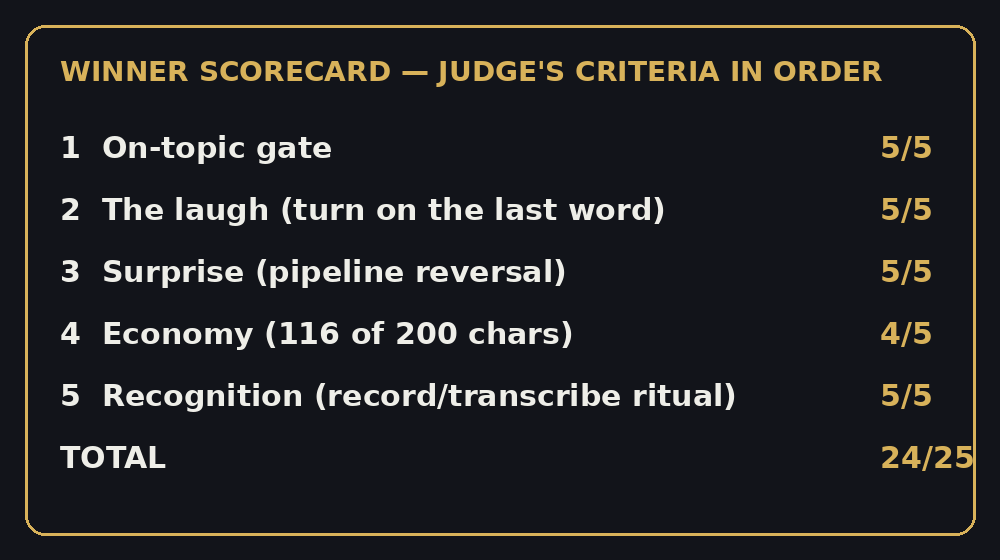 WINNER SCORECARD — JUDGE'S CRITERIA IN ORDER
1 On-topic gate 5/5
2 The laugh (turn on the last word) 5/5
3 Surprise (pipeline reversal) 5/5
4 Economy (116 of 200 chars) 4/5
5 Recognition (record/transcribe ritual) 5/5
TOTAL 24/25